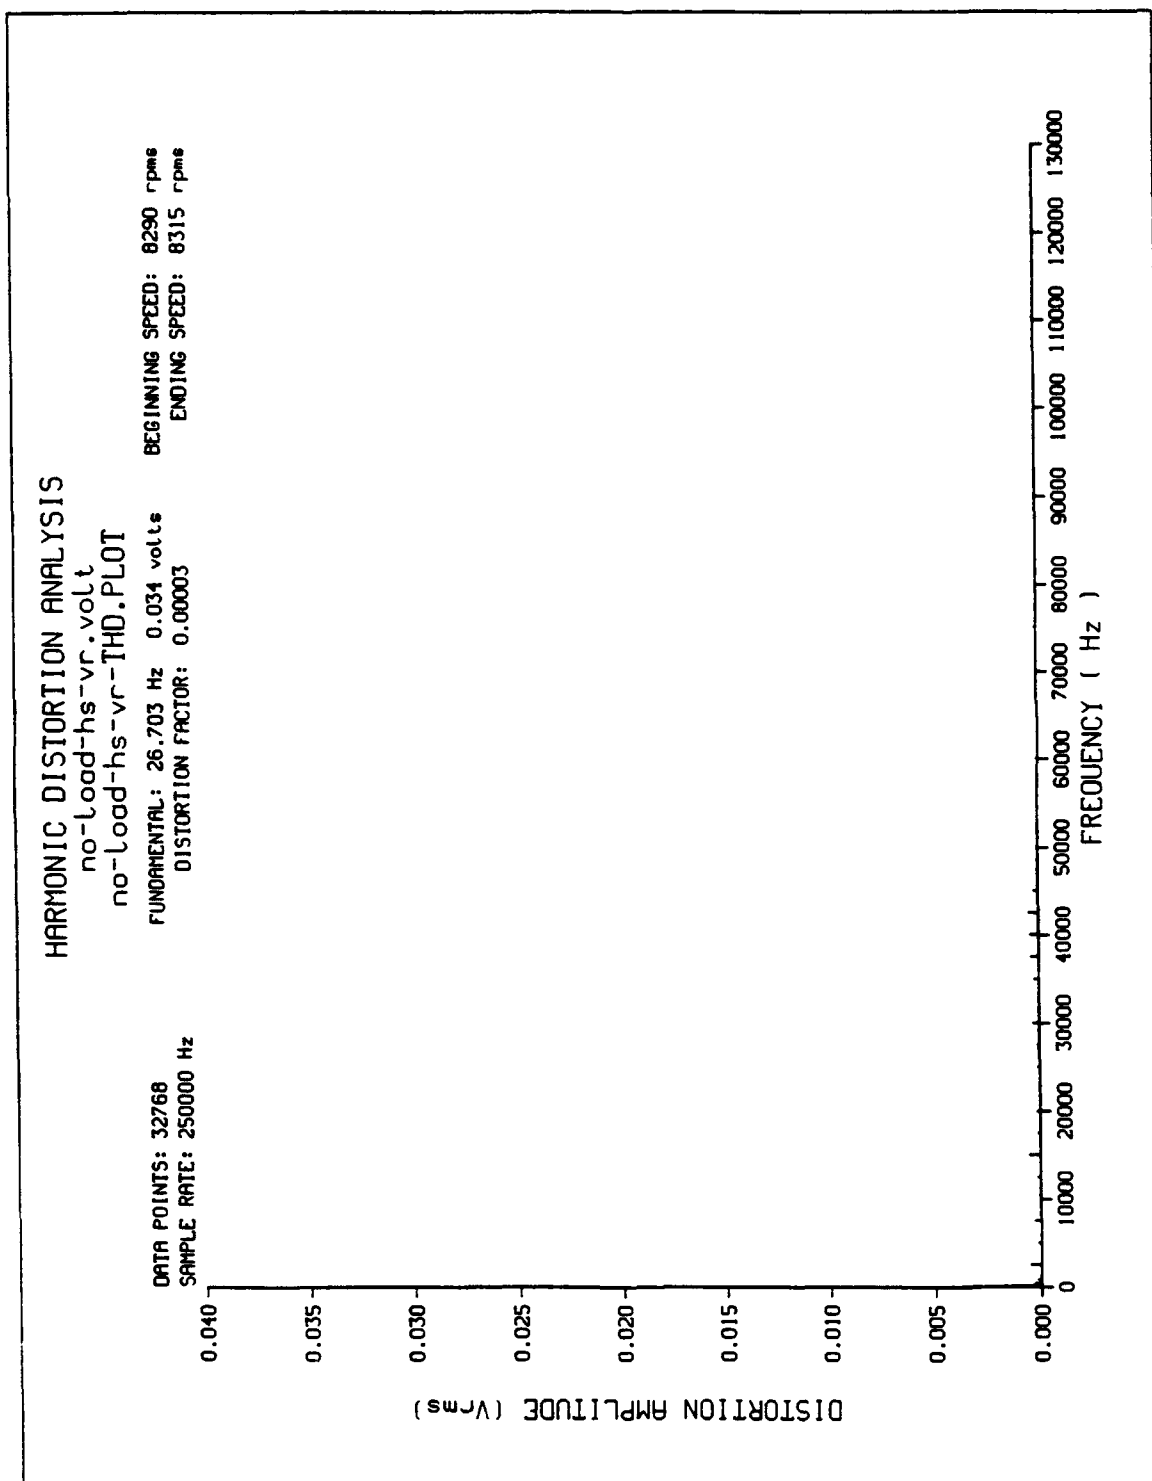 HARMONIC DISTORTION ANALYSIS
no-load-hs-vr.volt
no-load-hs-vr-THD.PLOT
DATA POINTS: 32768
SAMPLE RATE: 250000 Hz
FUNDAMENTAL: 26.703 Hz 0.034 volts
DISTORTION FACTOR: 0.00003
BEGINNING SPEED: 8290 rpms
ENDING SPEED: 8315 rpms
DISTORTION AMPLITUDE (Vrms)
0.040
0.035
0.030
0.025
0.020
0.015
0.010
0.005
0.000
0 10000 20000 30000 40000 50000 60000 70000 80000 90000 100000 110000 120000 130000
FREQUENCY ( Hz )